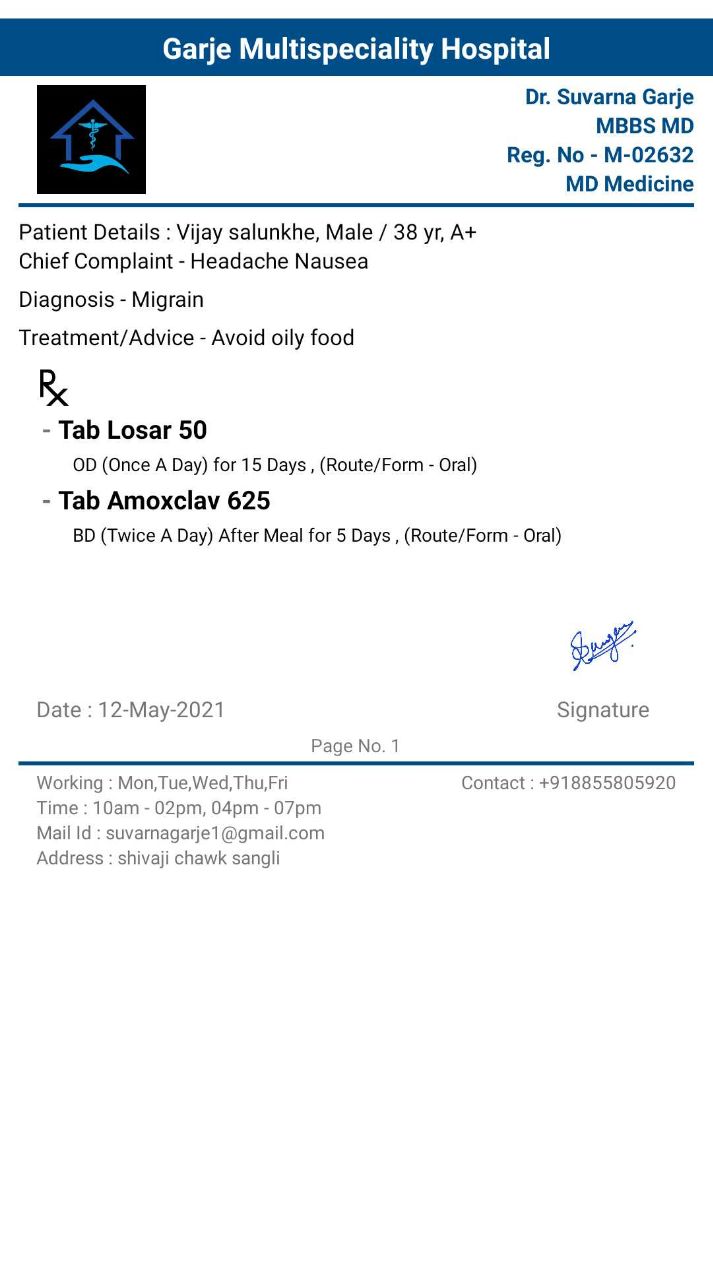 Garje Multispeciality Hospital
Dr. Suvarna Garje
MBBS MD
Reg. No - M-02632
MD Medicine
Patient Details : Vijay salunkhe, Male / 38 yr, A+
Chief Complaint - Headache Nausea
Diagnosis - Migrain
Treatment/Advice - Avoid oily food
Rx
- Tab Losar 50
OD (Once A Day) for 15 Days , (Route/Form - Oral)
- Tab Amoxclav 625
BD (Twice A Day) After Meal for 5 Days , (Route/Form - Oral)
Date : 12-May-2021
Signature
Page No. 1
Working : Mon,Tue,Wed,Thu,Fri
Contact : +918855805920
Time : 10am - 02pm, 04pm - 07pm
Mail Id : suvarnagarje1@gmail.com
Address : shivaji chawk sangli